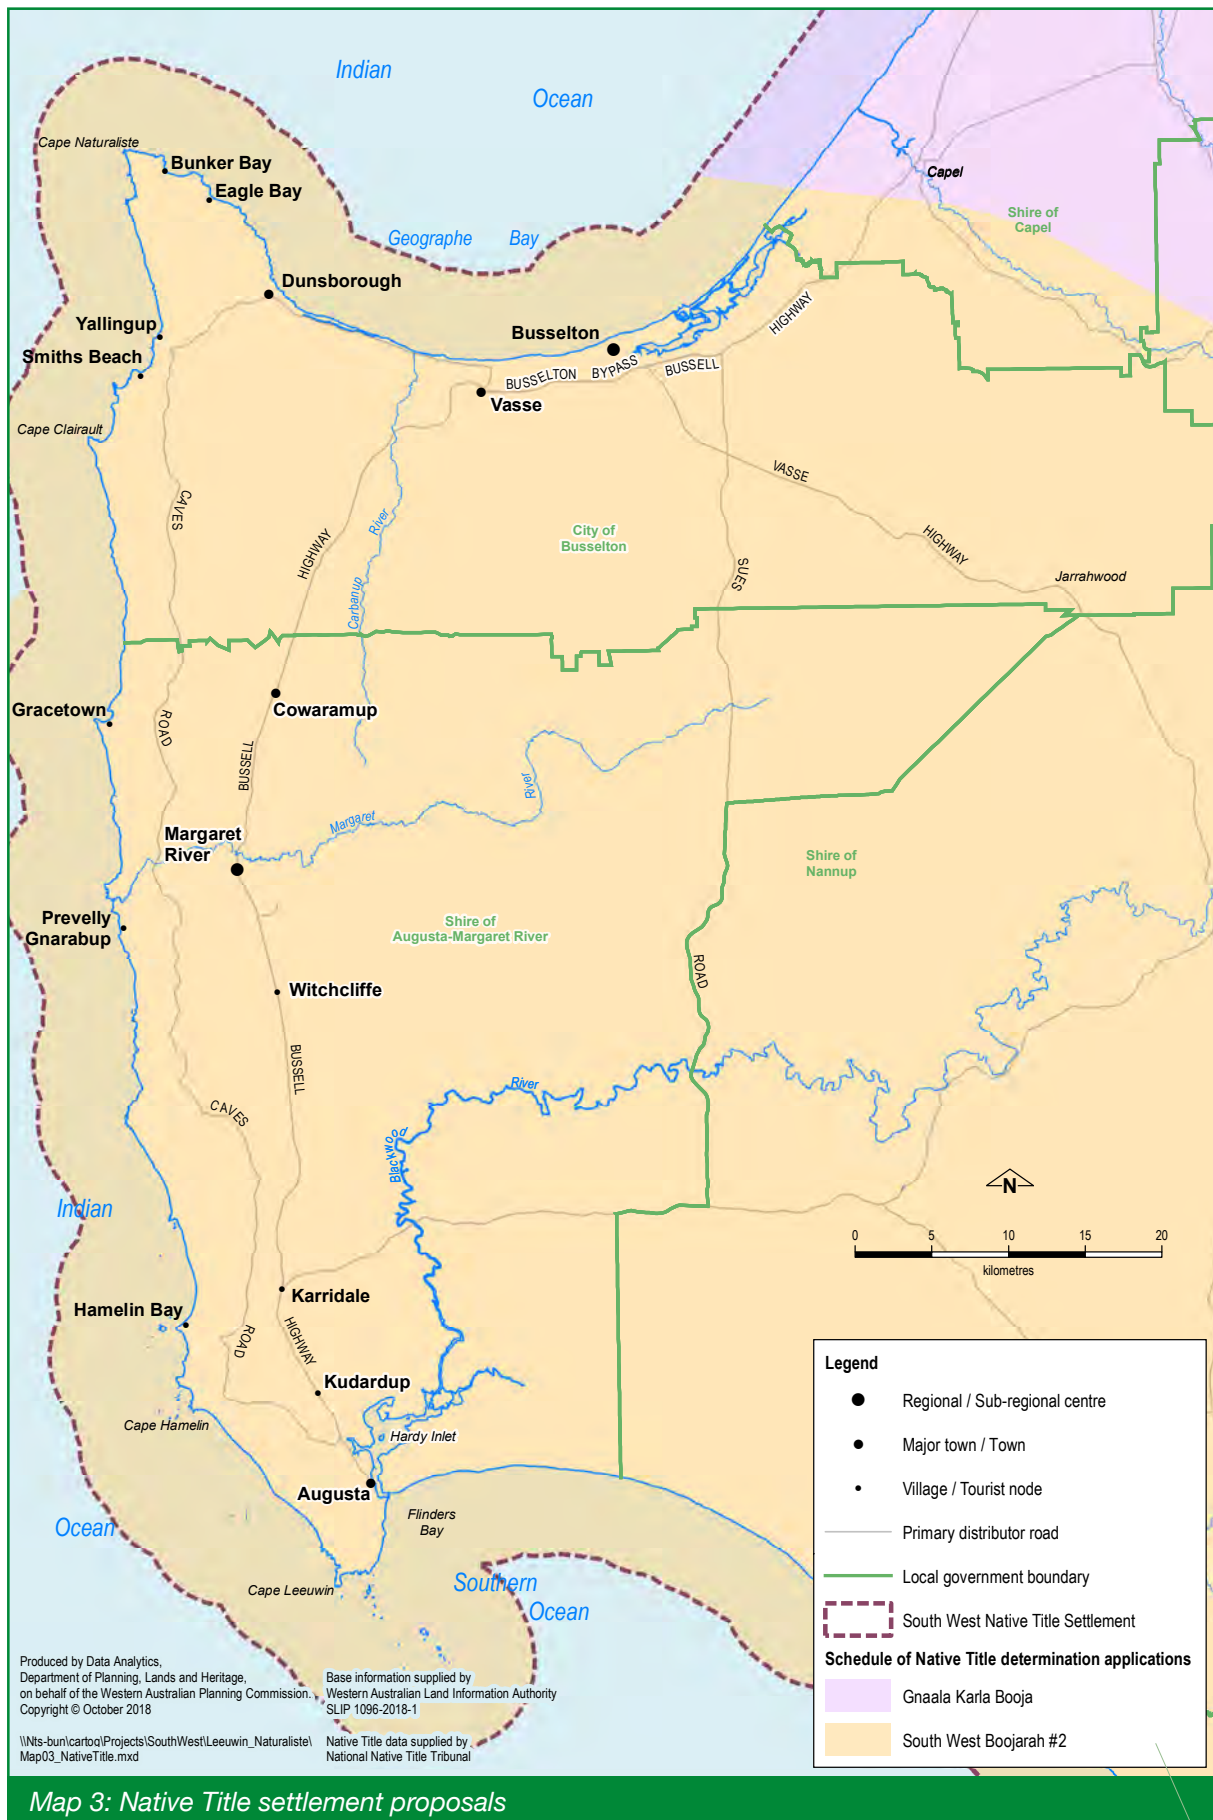 Indian
Ocean
Cape Naturaliste
Bunker Bay
Eagle Bay
Capel
Shire of
Capel
Geographe Bay
Dunsborough
Yallingup
Smiths Beach
Busselton
HIGHWAY
BUSSELTON BYPASS
BUSSELL
Vasse
Cape Clairault
CAVES
HIGHWAY
River
Carbanup
City of
Busselton
VASSE
HIGHWAY
SUES
Jarrahwood
Gracetown
ROAD
Cowaramup
BUSSELL
River
Margaret
Margaret
River
Shire of
Nannup
Prevelly
Gnarabup
Shire of
Augusta-Margaret River
ROAD
Witchcliffe
BUSSELL
River
CAVES
Blackwood
Indian
N
0 5 10 15 20
kilometres
Karridale
Hamelin Bay
ROAD
HIGHWAY
Kudardup
Cape Hamelin
Hardy Inlet
Augusta
Flinders
Bay
Ocean
Cape Leeuwin
Southern
Ocean
Legend
Regional / Sub-regional centre
Major town / Town
Village / Tourist node
Primary distributor road
Local government boundary
South West Native Title Settlement
Schedule of Native Title determination applications
Gnaala Karla Booja
South West Boojarah #2
Produced by Data Analytics,
Department of Planning, Lands and Heritage,
on behalf of the Western Australian Planning Commission.
Copyright © October 2018
\\Nts-bun\cartog\Projects\SouthWest\Leeuwin_Naturaliste\
Map03_NativeTitle.mxd
Base information supplied by
Western Australian Land Information Authority
SLIP 1096-2018-1
Native Title data supplied by
National Native Title Tribunal
Map 3: Native Title settlement proposals